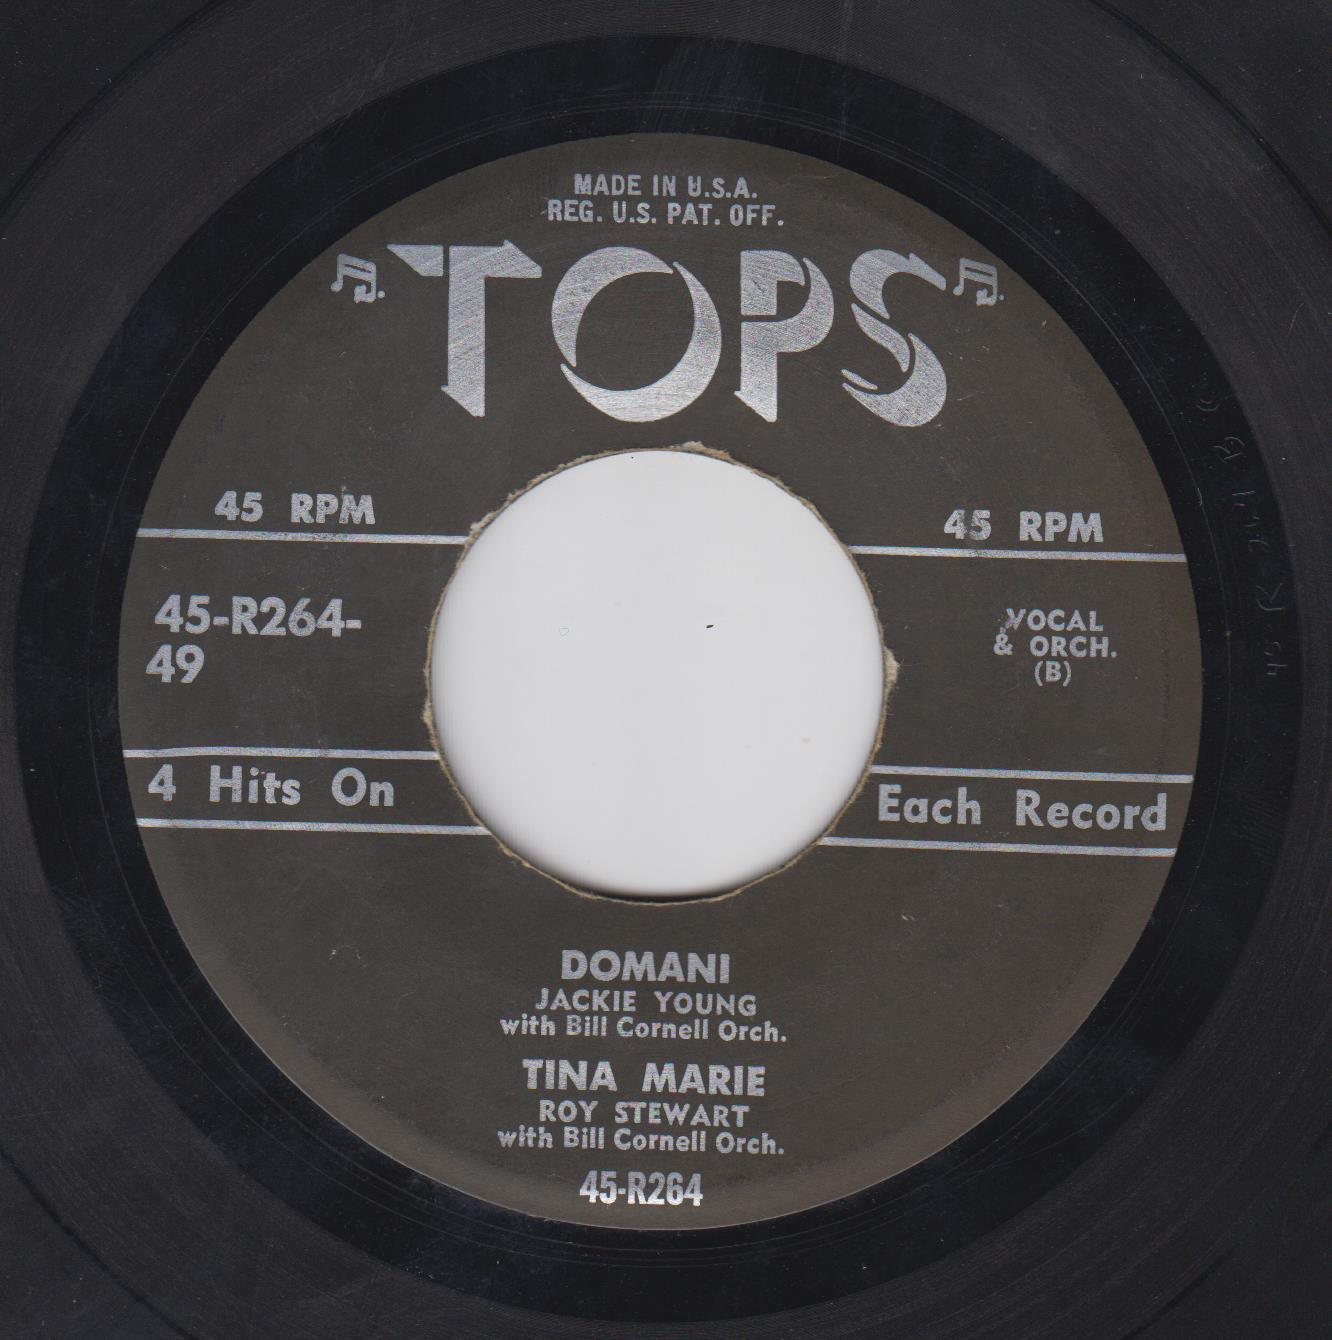 MADE IN U.S.A.
REG. U.S. PAT. OFF.
"TOPS"
45 RPM
45 RPM
45-R264-
49
VOCAL
& ORCH.
(B)
4 Hits On
Each Record
DOMANI
JACKIE YOUNG
with Bill Cornell Orch.
TINA MARIE
ROY STEWART
with Bill Cornell Orch.
45-R264